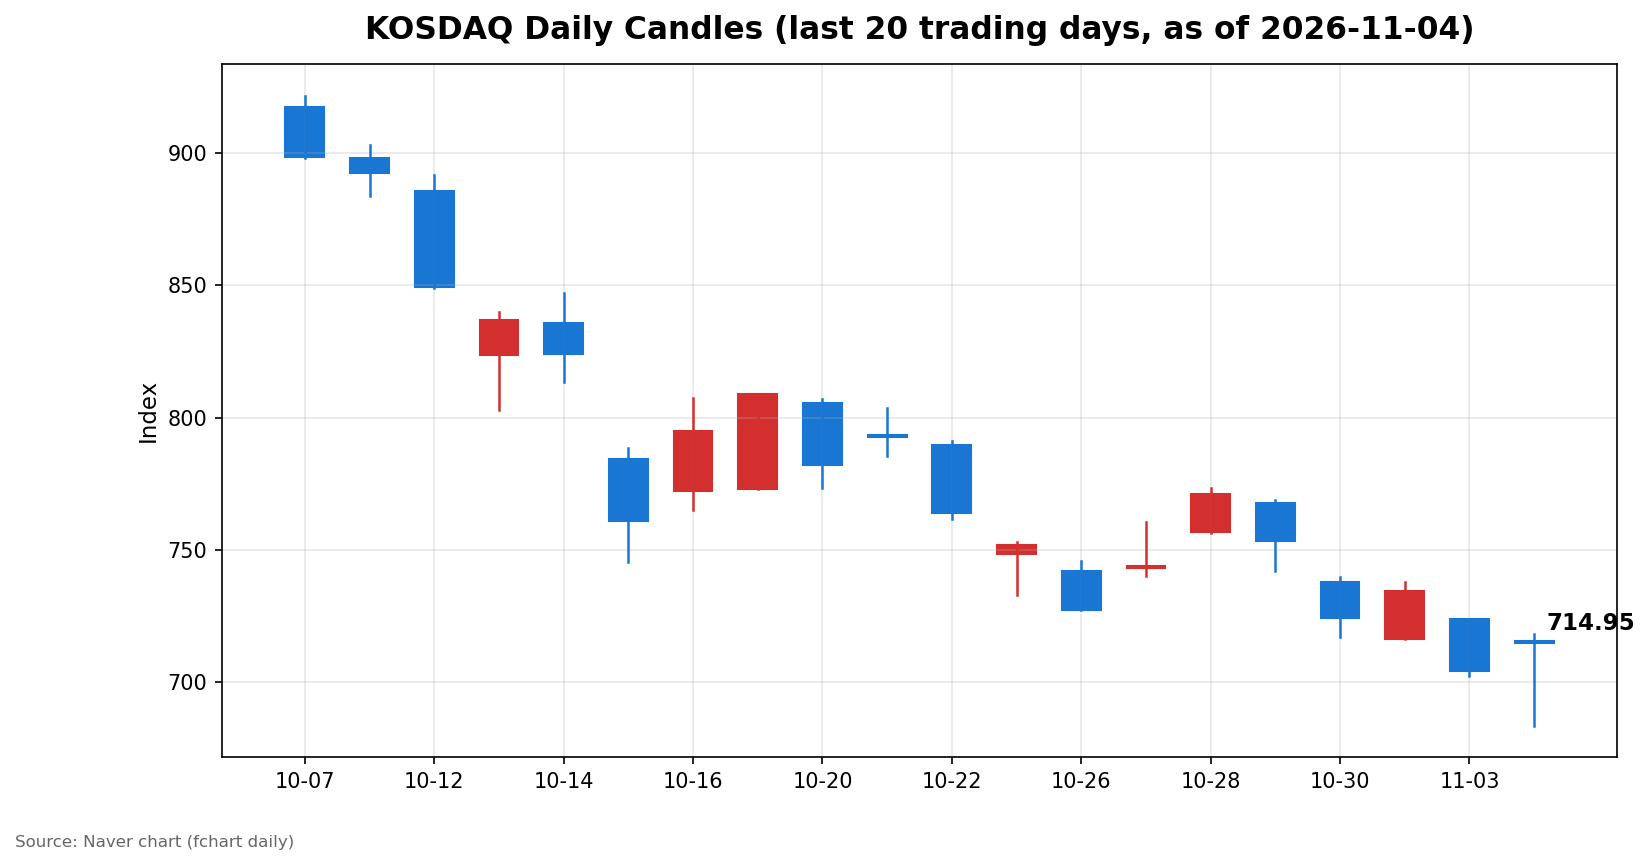 KOSDAQ Daily Candles (last 20 trading days, as of 2026-11-04)
Index
900
850
800
750
700
714.95
10-07 10-12 10-14 10-16 10-20 10-22 10-26 10-28 10-30 11-03
Source: Naver chart (fchart daily)